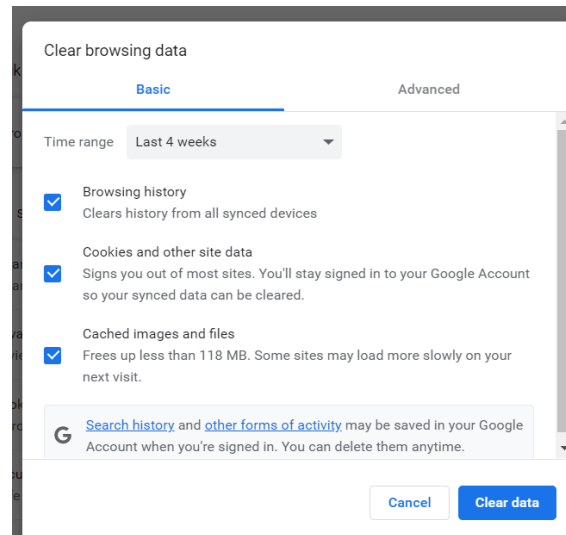 Clear browsing data
Basic
Advanced
Time range
Last 4 weeks
Browsing history
Clears history from all synced devices
Cookies and other site data
Signs you out of most sites. You'll stay signed in to your Google Account
so your synced data can be cleared.
Cached images and files
Frees up less than 118 MB. Some sites may load more slowly on your
next visit.
G
Search history and other forms of activity may be saved in your Google
Account when you're signed in. You can delete them anytime.
Cancel
Clear data